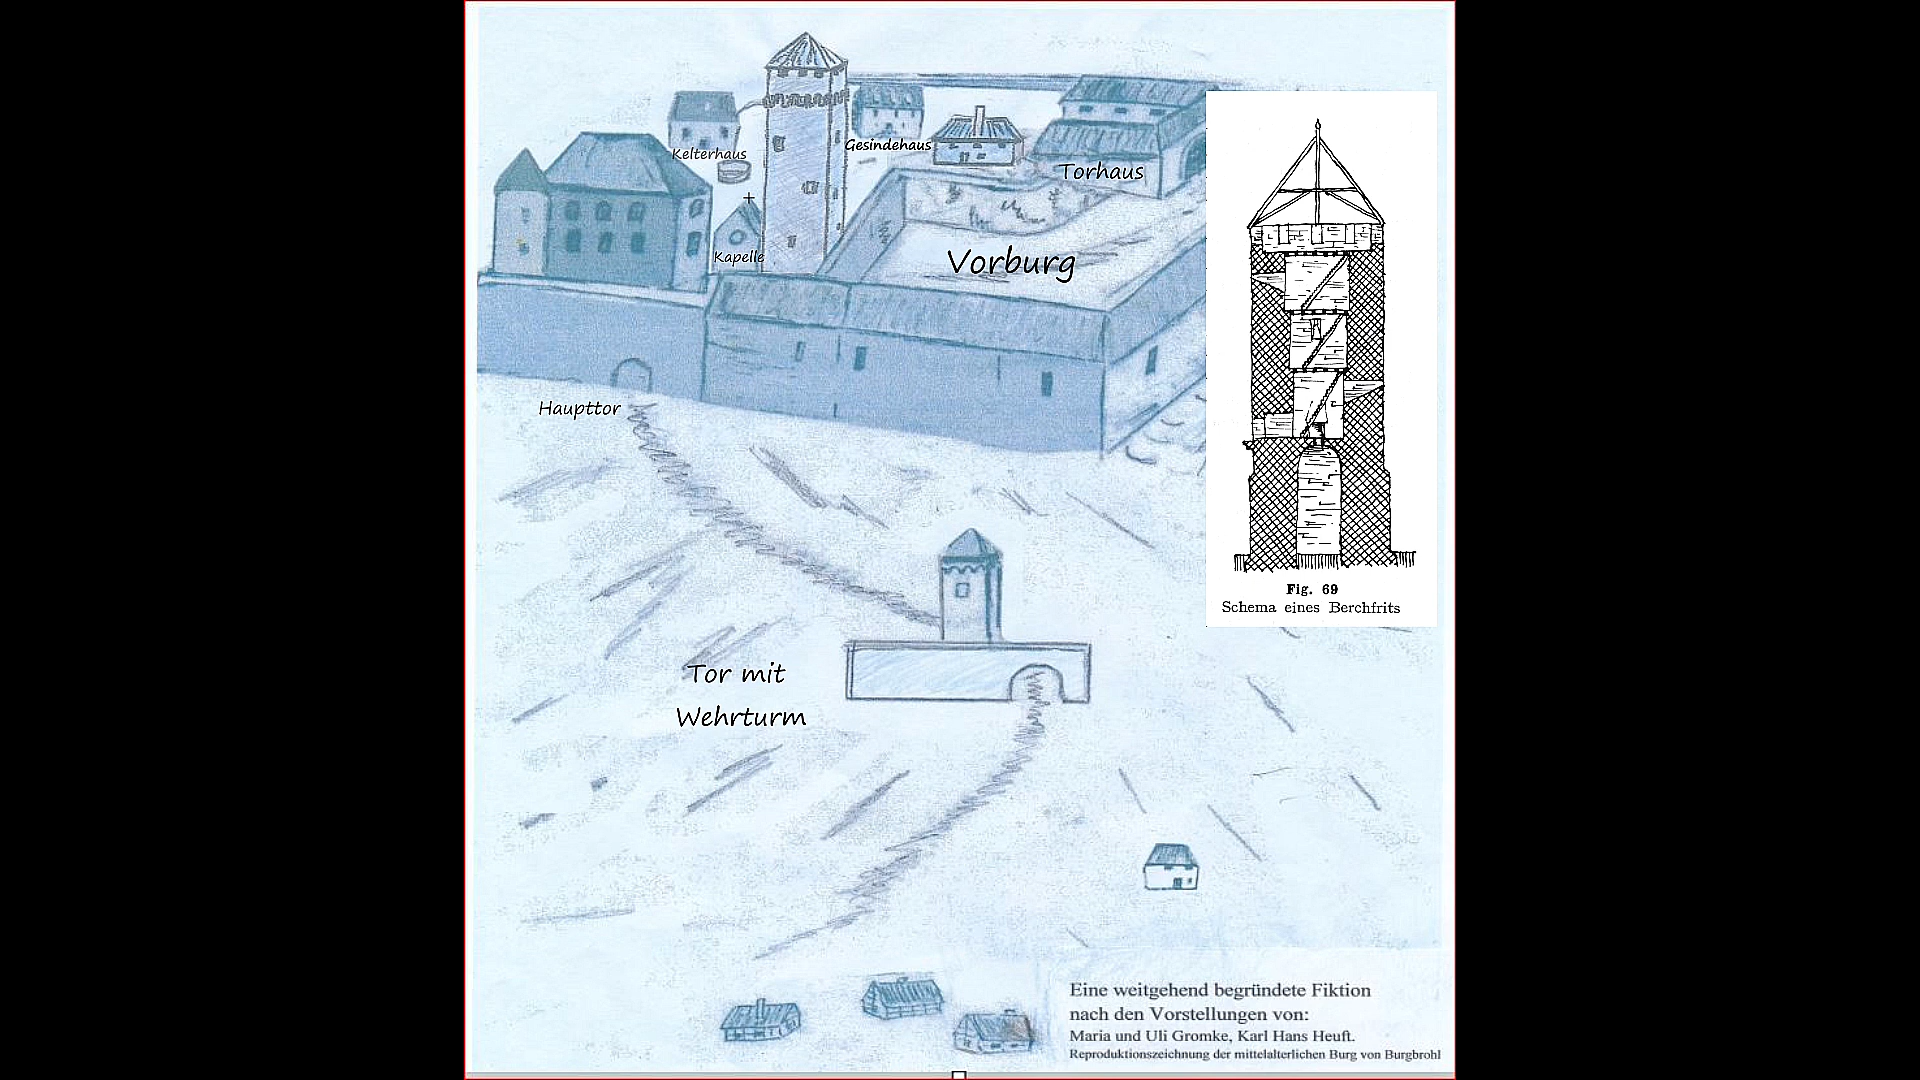 Kelterhaus
Gesindehaus
Torhaus
Kapelle
Vorburg
Haupttor
Fig. 69
Schema eines Berchfrits
Tor mit
Wehrturm
Eine weitgehend begründete Fiktion
nach den Vorstellungen von:
Maria und Uli Gromke, Karl Hans Heuft.
Reproduktionszeichnung der mittelalterlichen Burg von Burgbrohl